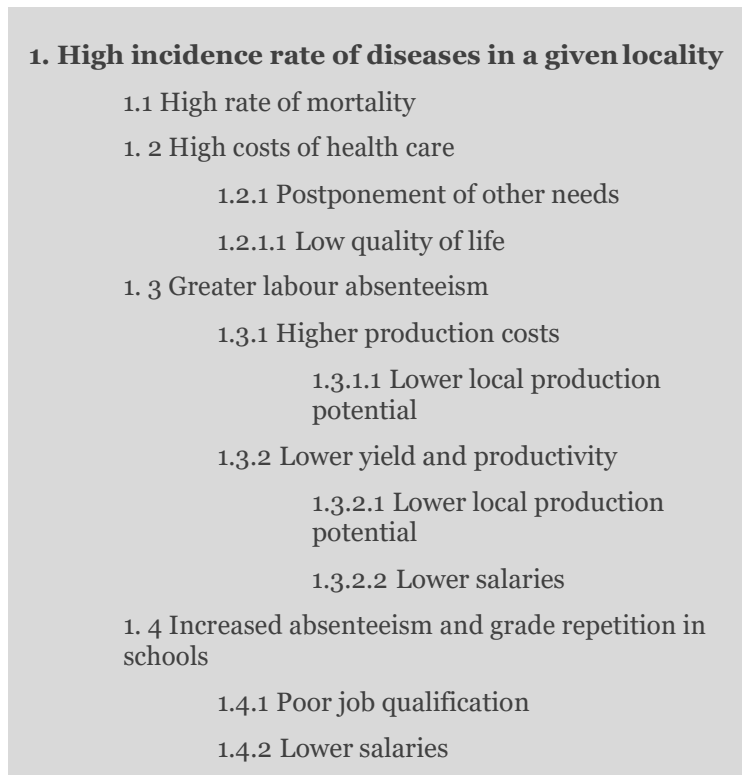 1. High incidence rate of diseases in a given locality
1.1 High rate of mortality
1. 2 High costs of health care
1.2.1 Postponement of other needs
1.2.1.1 Low quality of life
1. 3 Greater labour absenteeism
1.3.1 Higher production costs
1.3.1.1 Lower local production
potential
1.3.2 Lower yield and productivity
1.3.2.1 Lower local production
potential
1.3.2.2 Lower salaries
1. 4 Increased absenteeism and grade repetition in
schools
1.4.1 Poor job qualification
1.4.2 Lower salaries